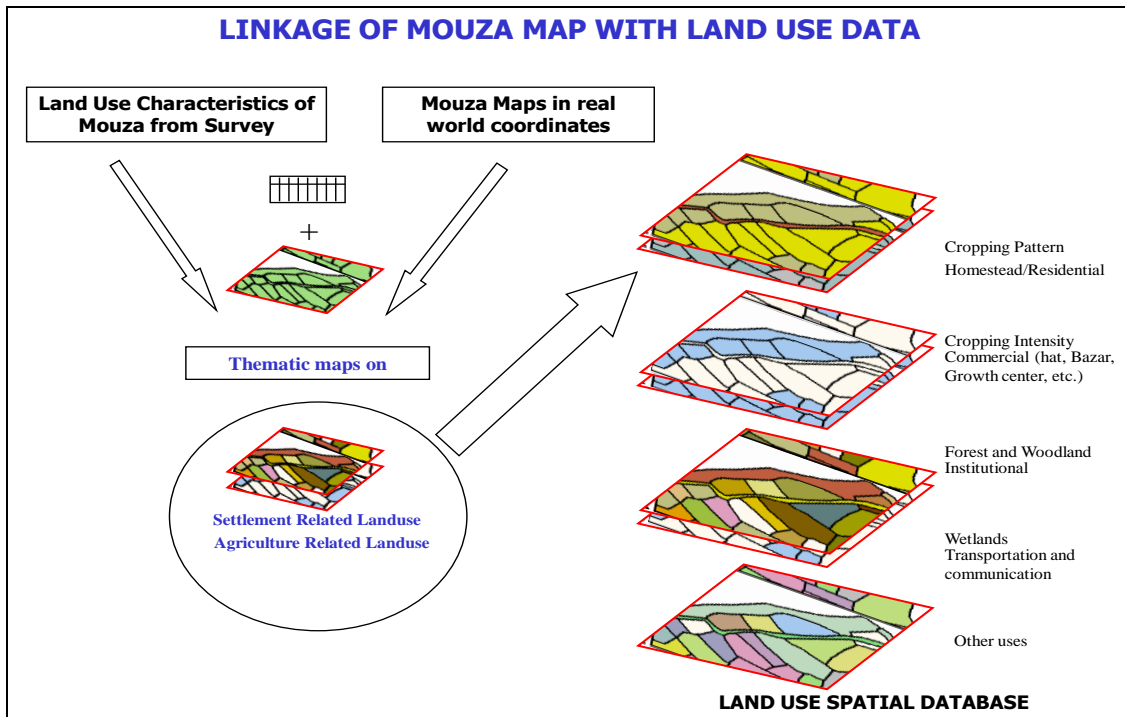 LINKAGE OF MOUZA MAP WITH LAND USE DATA
Land Use Characteristics of
Mouza from Survey
Mouza Maps in real
world coordinates
+
Thematic maps on
Settlement Related Landuse
Agriculture Related Landuse
Cropping Pattern
Homestead/Residential
Cropping Intensity
Commercial (hat, Bazar,
Growth center, etc.)
Forest and Woodland
Institutional
Wetlands
Transportation and
communication
Other uses
LAND USE SPATIAL DATABASE